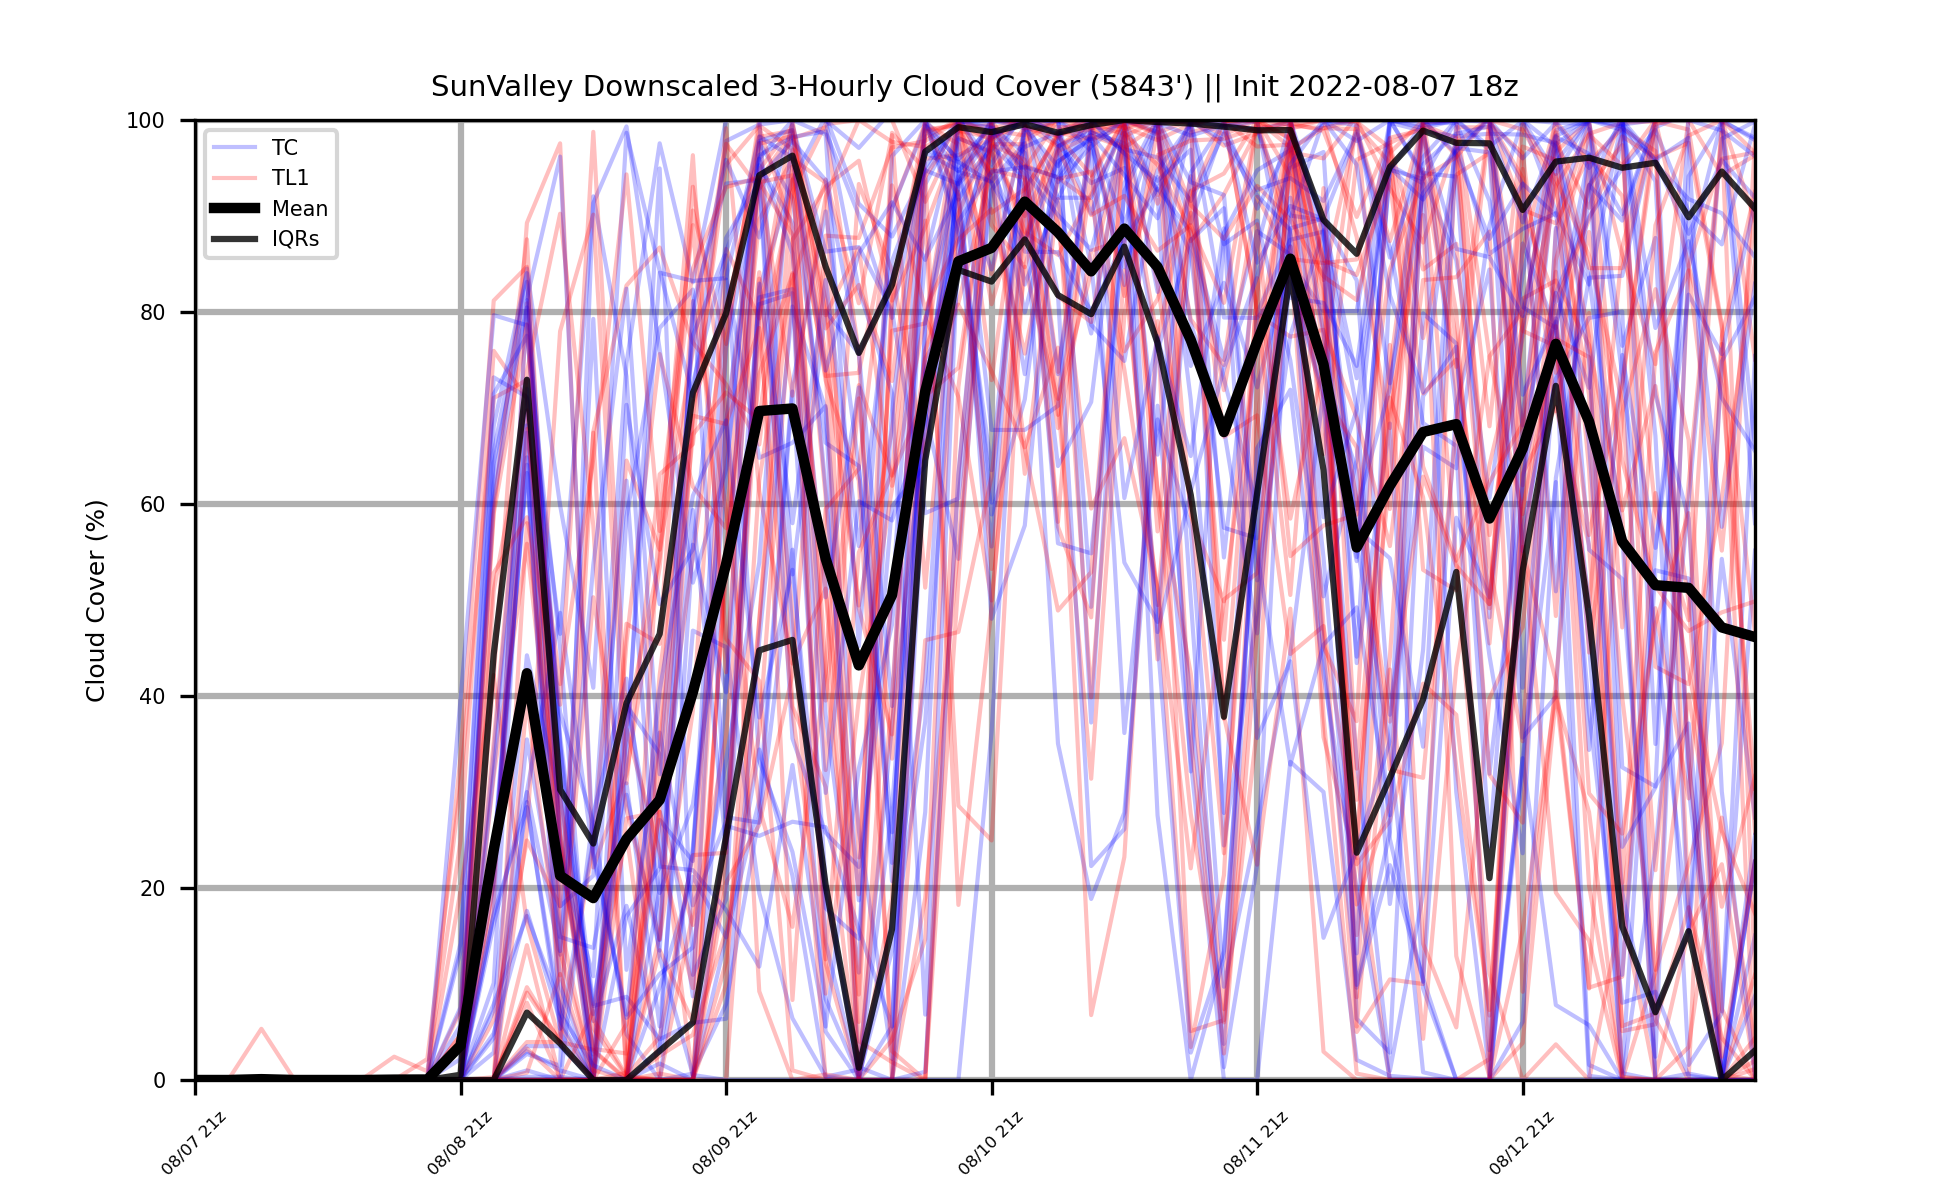 SunValley Downscaled 3-Hourly Cloud Cover (5843') || Init 2022-08-07 18z
100
80
60
40
20
0
Cloud Cover (%)
TC
TL1
Mean
IQRs
08/07 21z
08/08 21z
08/09 21z
08/10 21z
08/11 21z
08/12 21z